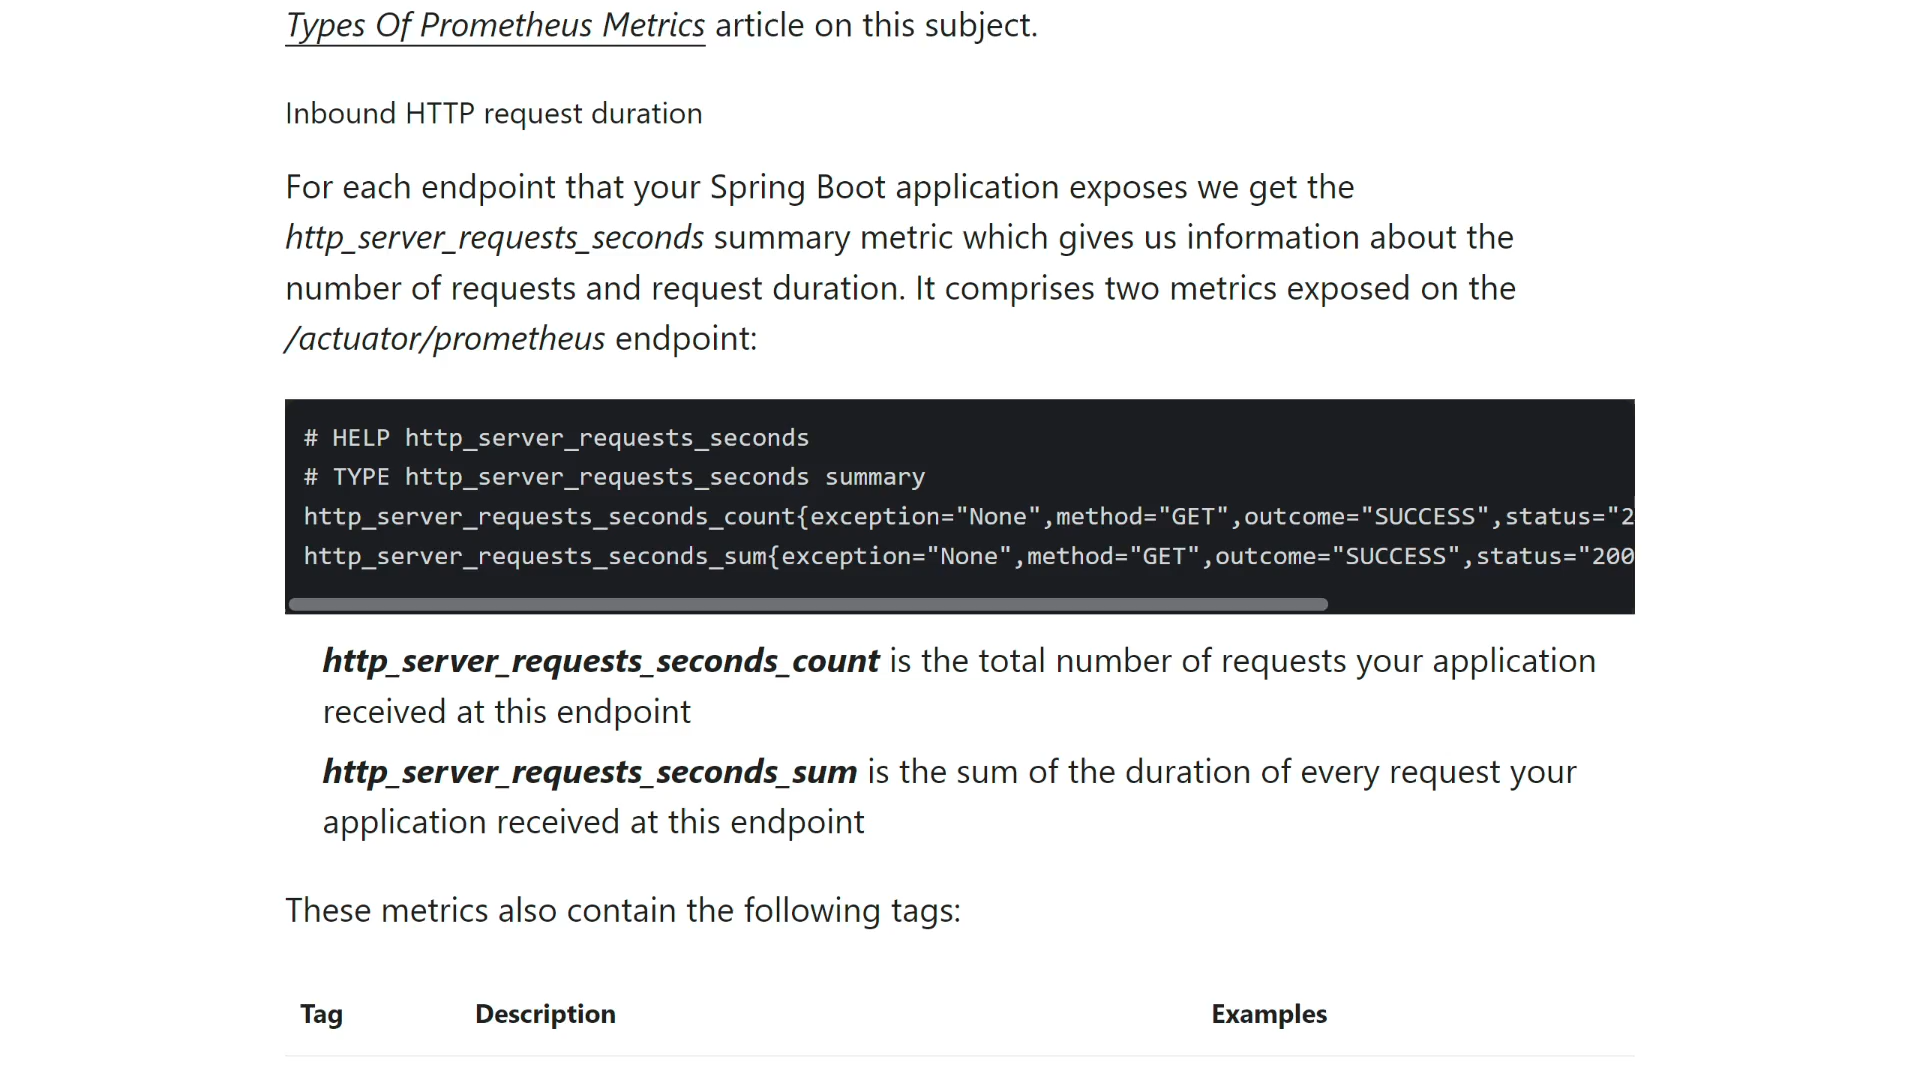 Types Of Prometheus Metrics article on this subject.
Inbound HTTP request duration
For each endpoint that your Spring Boot application exposes we get the
http_server_requests_seconds summary metric which gives us information about the
number of requests and request duration. It comprises two metrics exposed on the
/actuator/prometheus endpoint:
# HELP http_server_requests_seconds
# TYPE http_server_requests_seconds summary
http_server_requests_seconds_count{exception="None",method="GET",outcome="SUCCESS",status="2
http_server_requests_seconds_sum{exception="None",method="GET",outcome="SUCCESS",status="200
http_server_requests_seconds_count is the total number of requests your application
received at this endpoint
http_server_requests_seconds_sum is the sum of the duration of every request your
application received at this endpoint
These metrics also contain the following tags:
Tag Description Examples